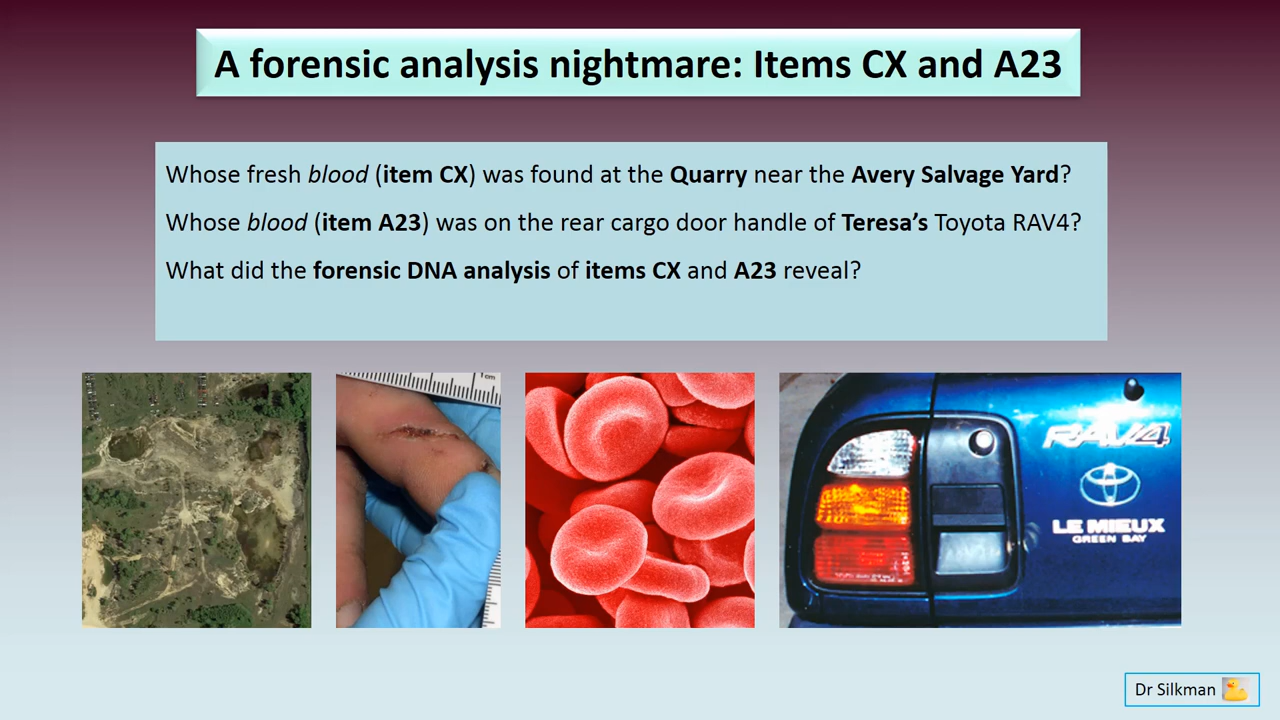 A forensic analysis nightmare: Items CX and A23
Whose fresh blood (item CX) was found at the Quarry near the Avery Salvage Yard?
Whose blood (item A23) was on the rear cargo door handle of Teresa’s Toyota RAV4?
What did the forensic DNA analysis of items CX and A23 reveal?
1cm
RAV4
LE MIEUX
GREEN BAY
Dr Silkman